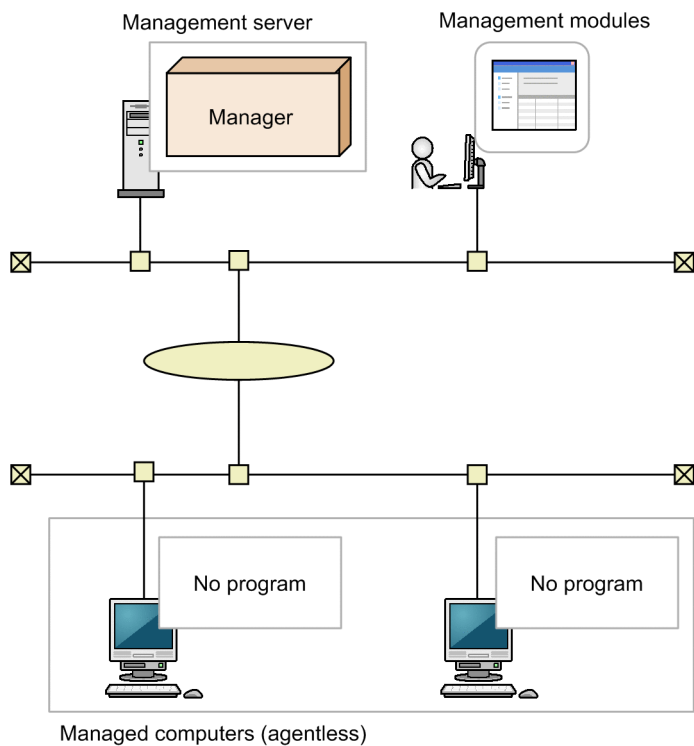 Management server
Management modules
Manager
No program
No program
Managed computers (agentless)